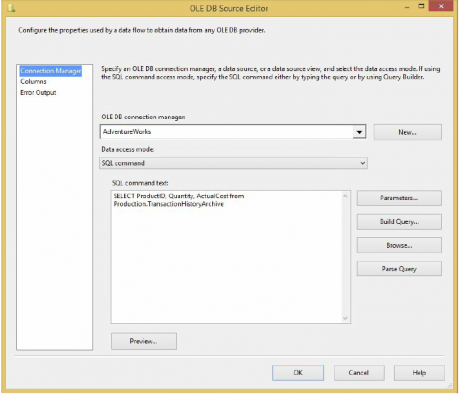 OLE DB Source Editor
Configure the properties used by a data flow to obtain data from any OLE DB provider.
Connection Manager
Columns
Error Output
Specify an OLE DB connection manager, a data source, or a data source view, and select the data access mode. If using
the SQL command access mode, specify the SQL command either by typing the query or by using Query Builder.
OLE DB connection manager:
AdventureWorks
New...
Data access mode:
SQL command
SQL command text:
SELECT ProductID, Quantity, ActualCost from
Production.TransactionHistoryArchive
Parameters...
Build Query...
Browse...
Parse Query
Preview...
OK
Cancel
Help